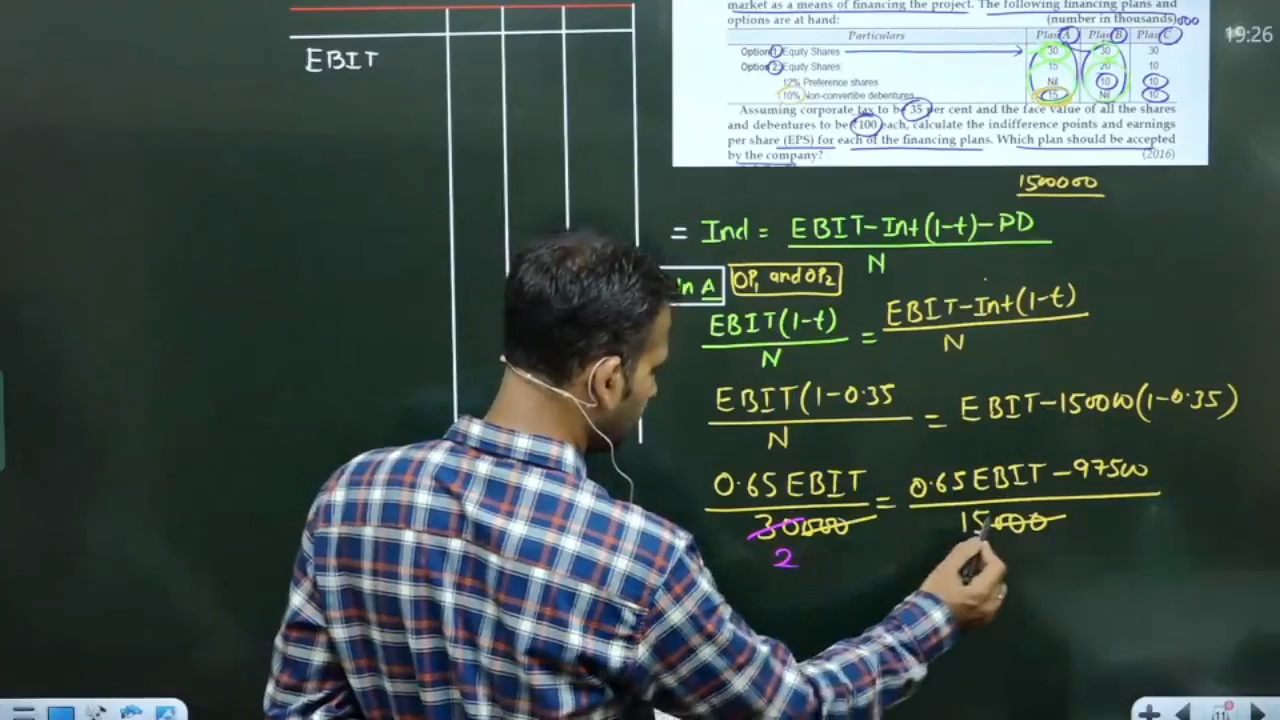 market as a means of financing the project. The following financing plans and
options are at hand: (number in thousands)000
Particulars Plan A Plan B Plan C
Option 1 Equity Shares 30 30 30
Option 2 Equity Shares 15 20 10
12% Preference shares Nil 10 10
10% Non-convertibe debentures 15 Nil 10
Assuming corporate tax to be 35 per cent and the face value of all the shares
and debentures to be ₹100 each, calculate the indifference points and earnings
per share (EPS) for each of the financing plans. Which plan should be accepted
by the company? (2016)
19:26
EBIT
1500000
= Ind = EBIT-Int(1-t)-PD
N
n A OP1 and OP2
EBIT(1-t) = EBIT-Int(1-t)
N N
EBIT(1-0.35 = EBIT-150000(1-0.35)
N
0.65EBIT = 0.65EBIT-97500
30000 15000
2
11